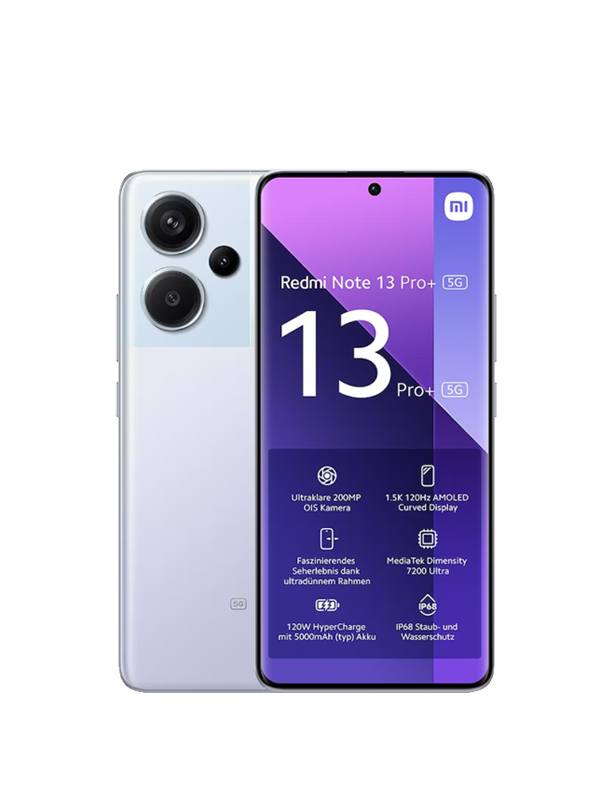 mi
Redmi Note 13 Pro+ 5G
13 Pro+ 5G
Ultraklare 200MP
OIS Kamera
1.5K 120Hz AMOLED
Curved Display
Faszinierendes
Seherlebnis dank
ultradünnem Rahmen
MediaTek Dimensity
7200 Ultra
120W HyperCharge
mit 5000mAh (typ) Akku
IP68
IP68 Staub- und
Wasserschutz
5G